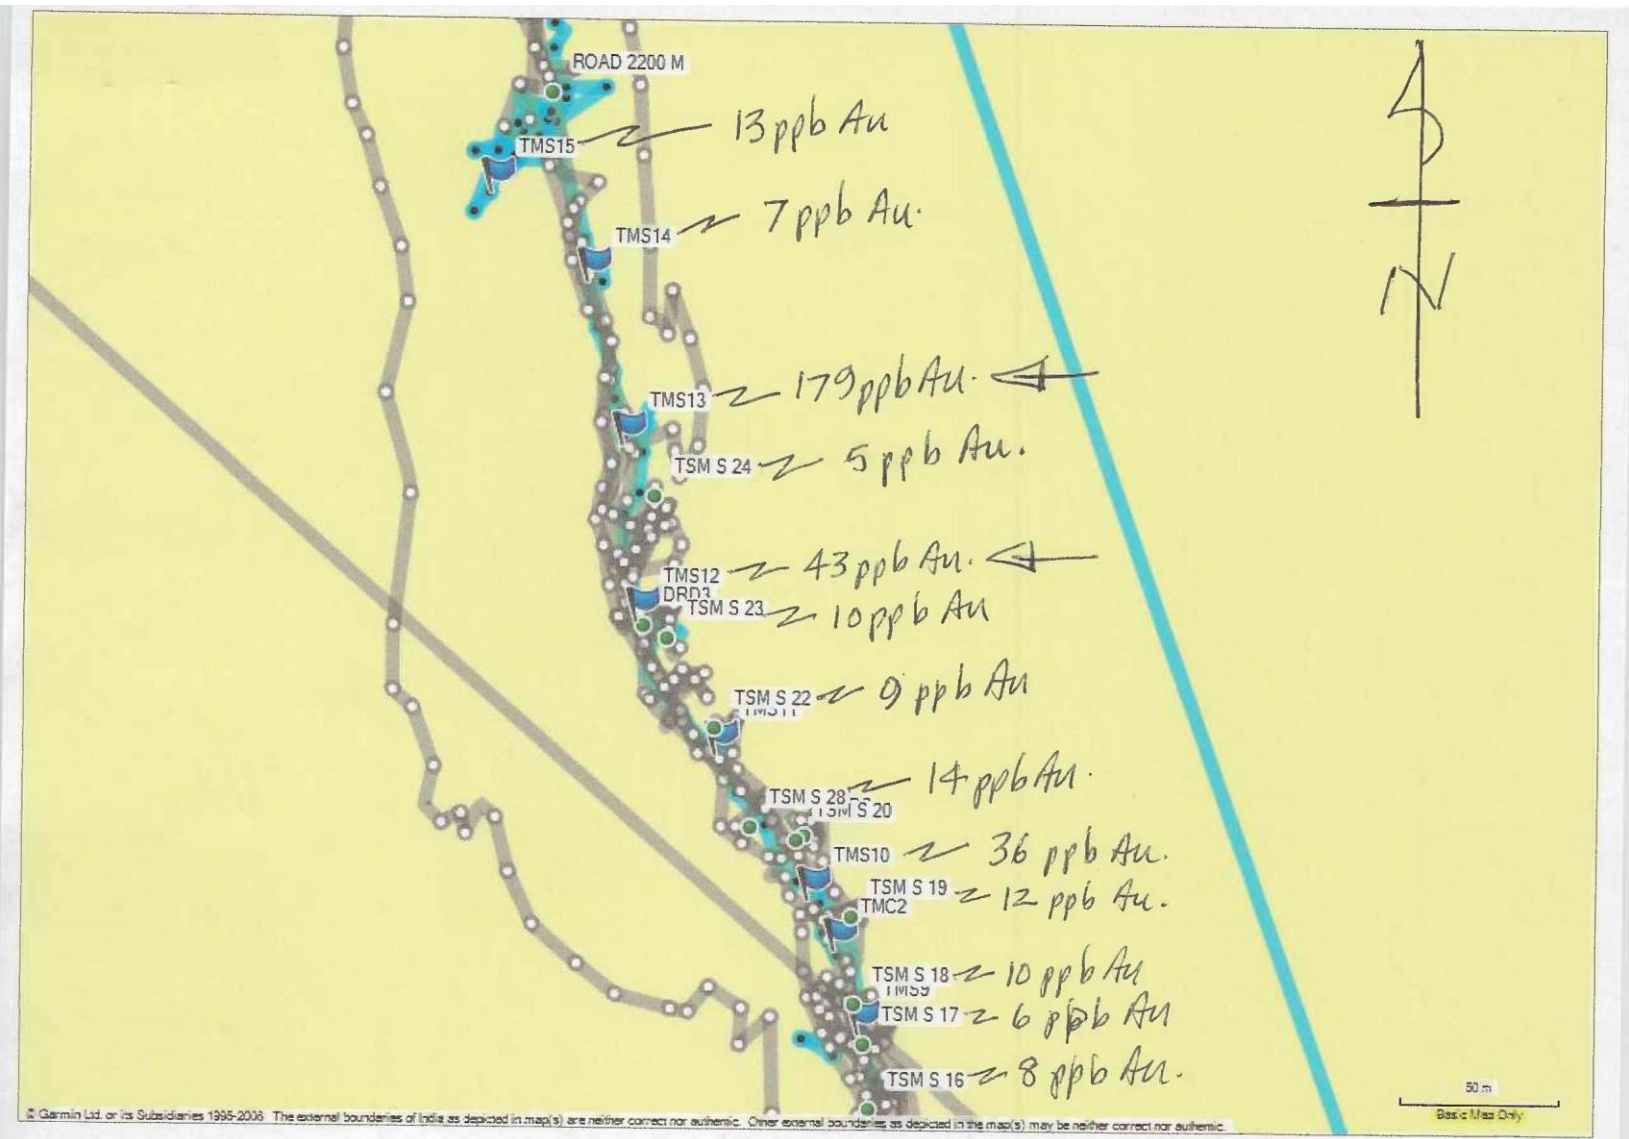 ROAD 2200 M
TMS15 13 ppb Au
TMS14 7 ppb Au.
N
TMS13 179 ppb Au.
TSM S 24 5 ppb Au.
TMS12 43 ppb Au.
DRD3
TSM S 23 10 ppb Au
TSM S 22 9 ppb Au
TMS11
TSM S 28 14 ppb Au.
TSM S 20
TMS10 36 ppb Au.
TSM S 19 12 ppb Au.
TMC2
TSM S 18 10 ppb Au
TMS9
TSM S 17 6 ppb Au
TSM S 16 8 ppb Au.
50 m
Basic Map Only
© Garmin Ltd. or its Subsidiaries 1995-2006 The external boundaries of India as depicted in map(s) are neither correct nor authentic. Other external boundaries as depicted in the map(s) may be neither correct nor authentic.